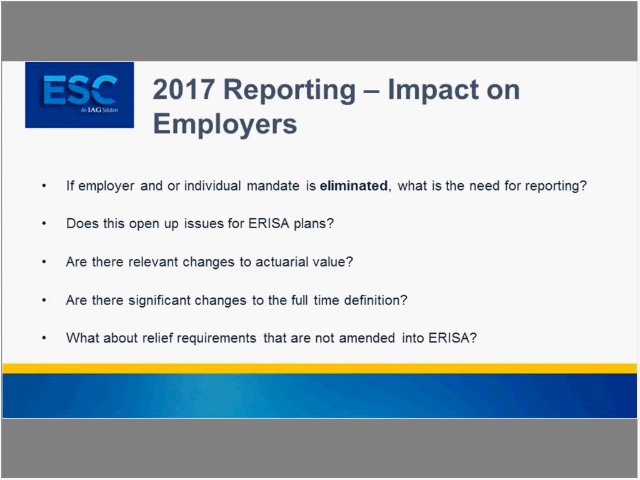 ESC
An IAG Solution
2017 Reporting – Impact on
Employers
• If employer and or individual mandate is eliminated, what is the need for reporting?
• Does this open up issues for ERISA plans?
• Are there relevant changes to actuarial value?
• Are there significant changes to the full time definition?
• What about relief requirements that are not amended into ERISA?